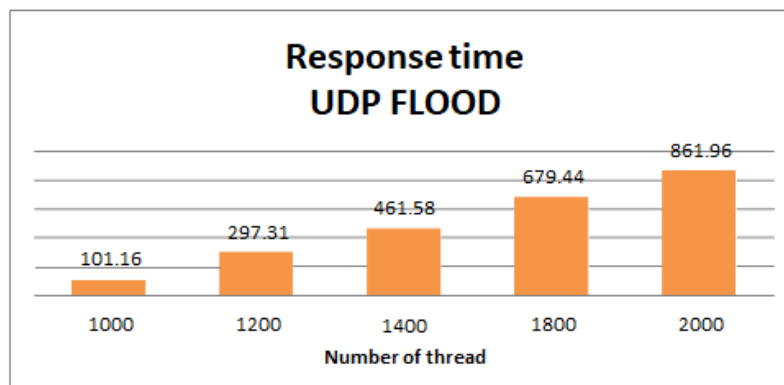 Response time
UDP FLOOD
861.96
679.44
461.58
297.31
101.16
1000 1200 1400 1800 2000
Number of thread